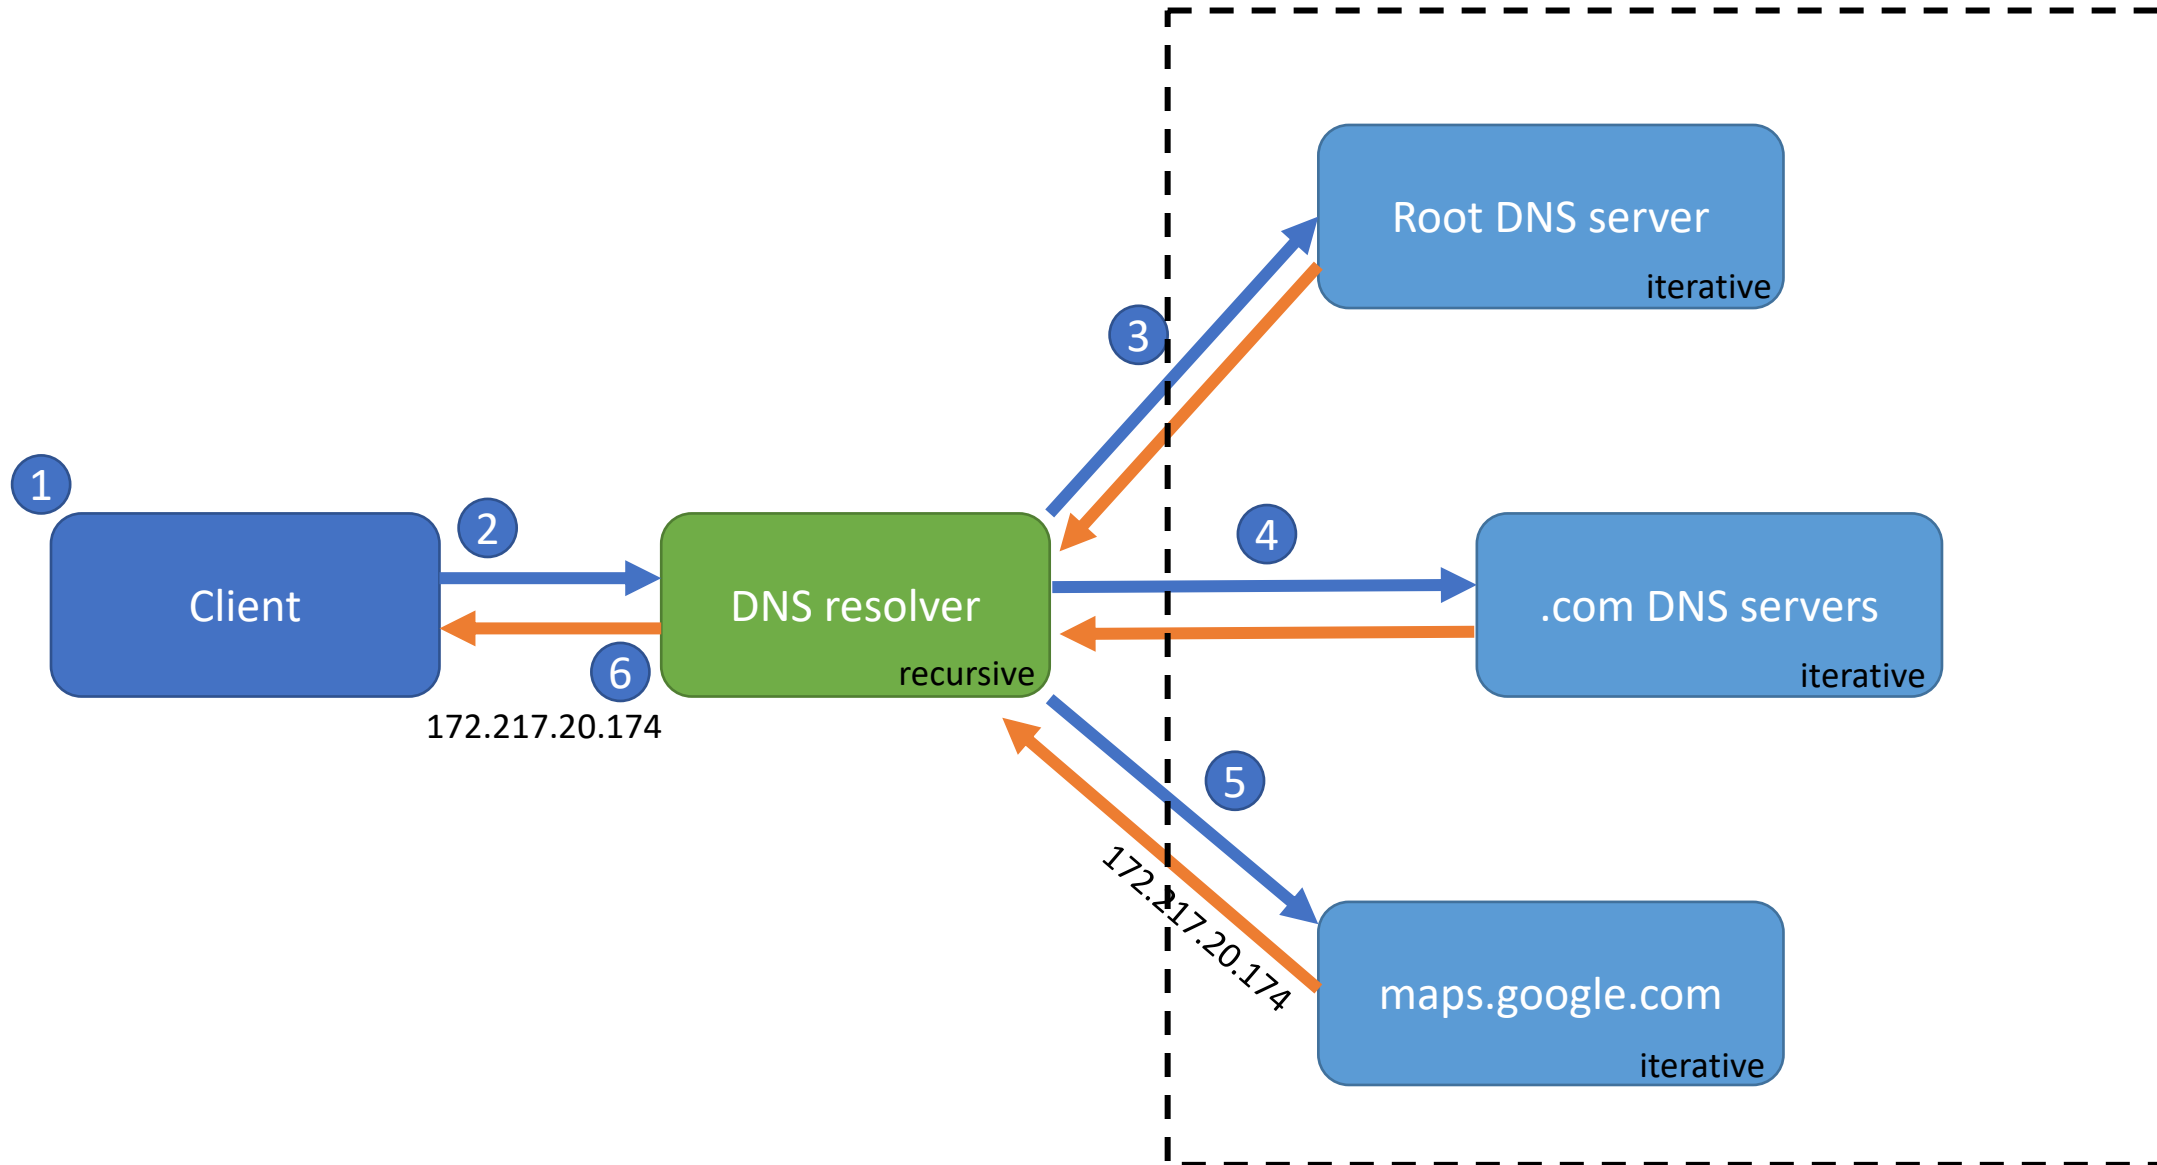 Root DNS server
iterative
3
1
2
4
Client
DNS resolver
recursive
.com DNS servers
iterative
6
172.217.20.174
5
172.217.20.174
maps.google.com
iterative